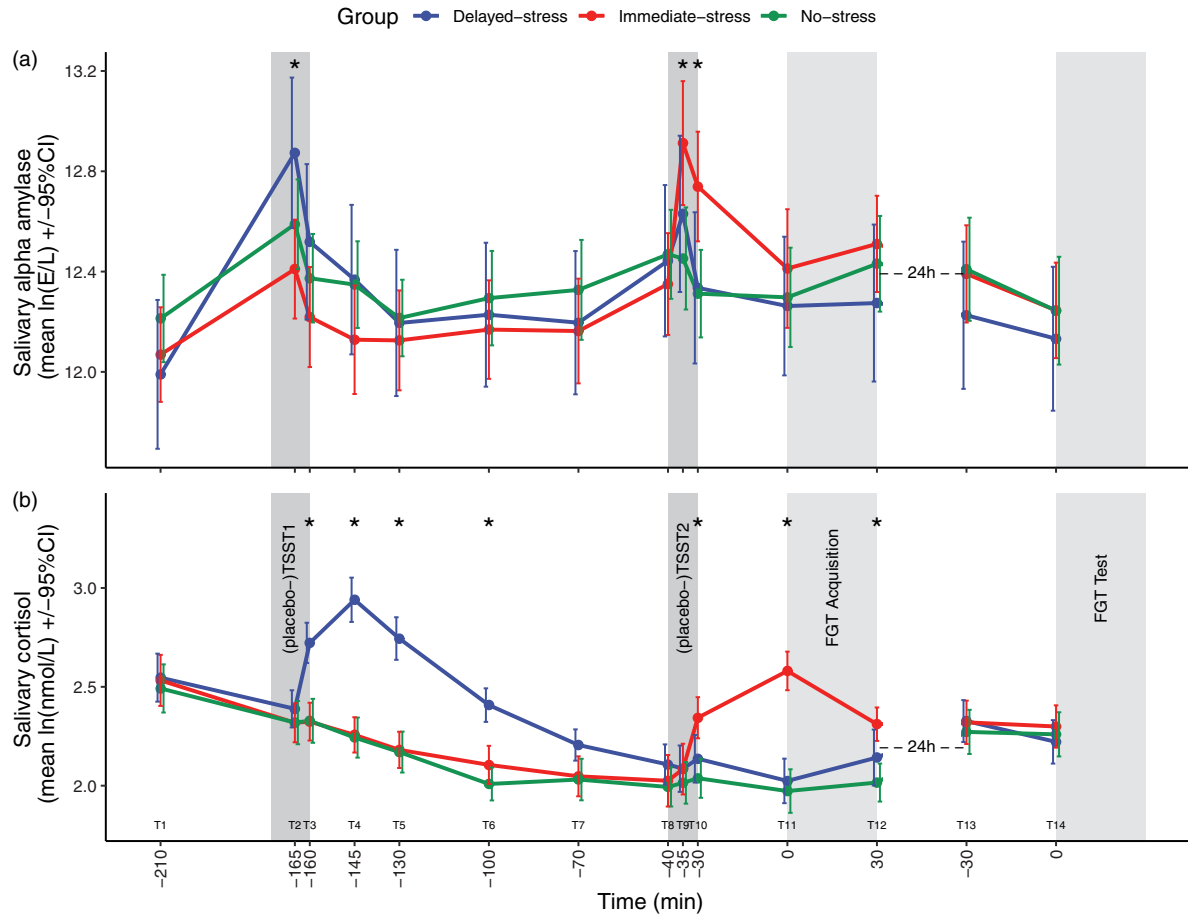 Group Delayed-stress Immediate-stress No-stress
(a)
Salivary alpha amylase
(mean ln(E/L) +/−95%CI)
13.2
12.8
12.4
12.0
* * *
24h
(b)
Salivary cortisol
(mean ln(nmol/L) +/−95%CI)
3.0
2.5
2.0
* * * * * * *
(placebo−)TSST1
(placebo−)TSST2
FGT Acquisition
FGT Test
24h
T1 T2 T3 T4 T5 T6 T7 T8 T9 T10 T11 T12 T13 T14
−210 −165 −160 −145 −130 −100 −70 −40 −35 −30 0 30 −30 0
Time (min)